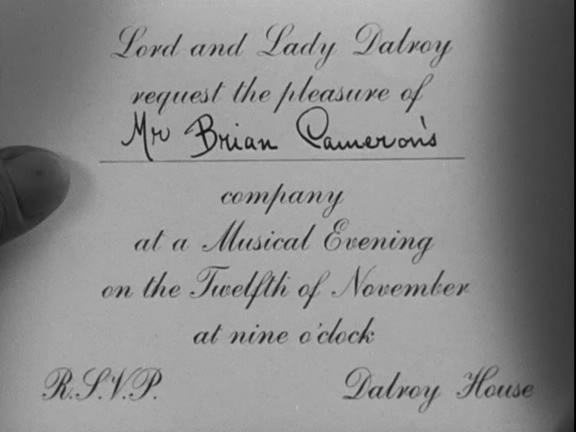 Lord and Lady Dalroy
request the pleasure of
Mr Brian Cameron's
company
at a Musical Evening
on the Twelfth of November
at nine o'clock
R.S.V.P. Dalroy House